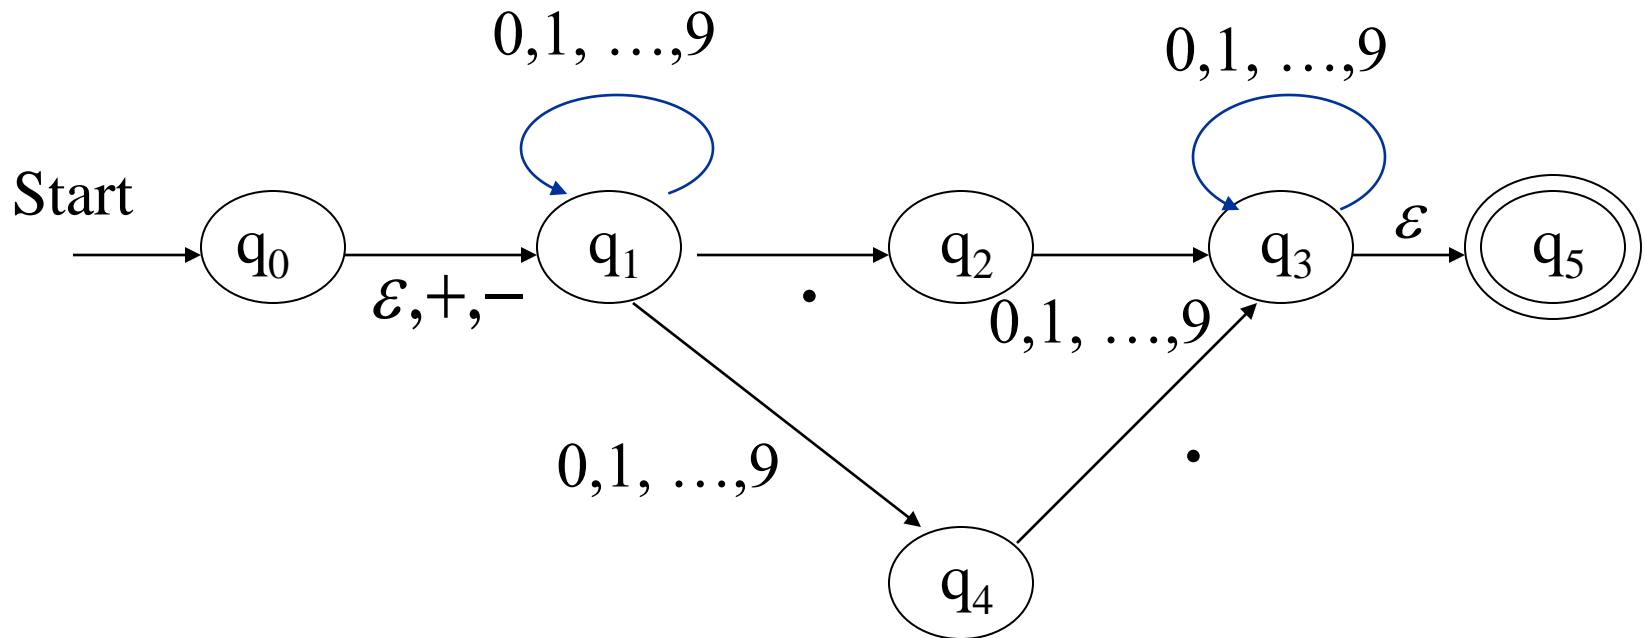 0,1, …,9
0,1, …,9
Start
q₀
ε,+,−
q₁
.
q₂
0,1, …,9
q₃
ε
q₅
0,1, …,9
.
q₄